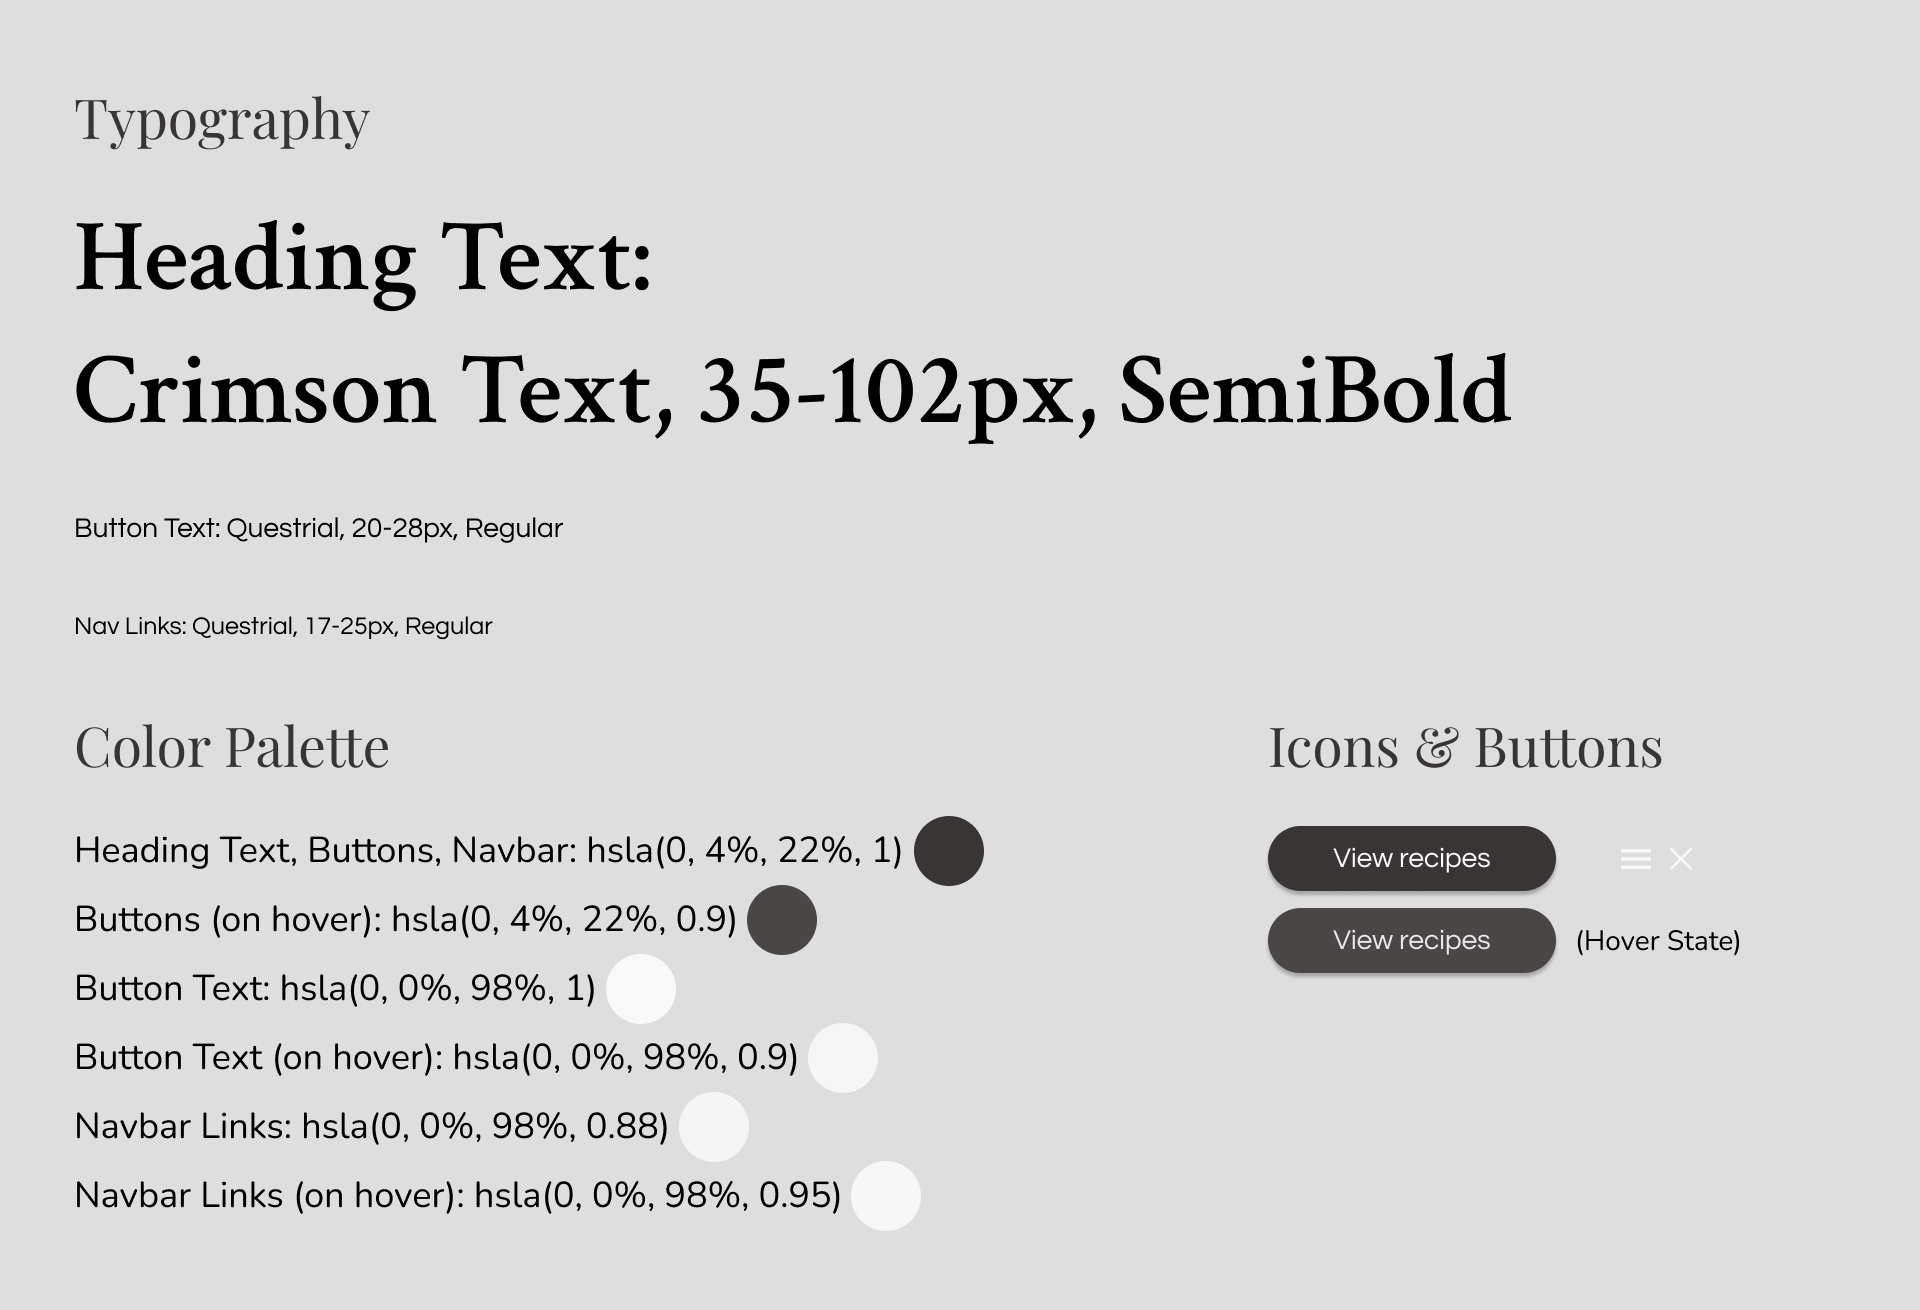 Typography
Heading Text:
Crimson Text, 35-102px, SemiBold
Button Text: Questrial, 20-28px, Regular
Nav Links: Questrial, 17-25px, Regular
Color Palette
Heading Text, Buttons, Navbar: hsla(0, 4%, 22%, 1)
Buttons (on hover): hsla(0, 4%, 22%, 0.9)
Button Text: hsla(0, 0%, 98%, 1)
Button Text (on hover): hsla(0, 0%, 98%, 0.9)
Navbar Links: hsla(0, 0%, 98%, 0.88)
Navbar Links (on hover): hsla(0, 0%, 98%, 0.95)
Icons & Buttons
View recipes
View recipes (Hover State)